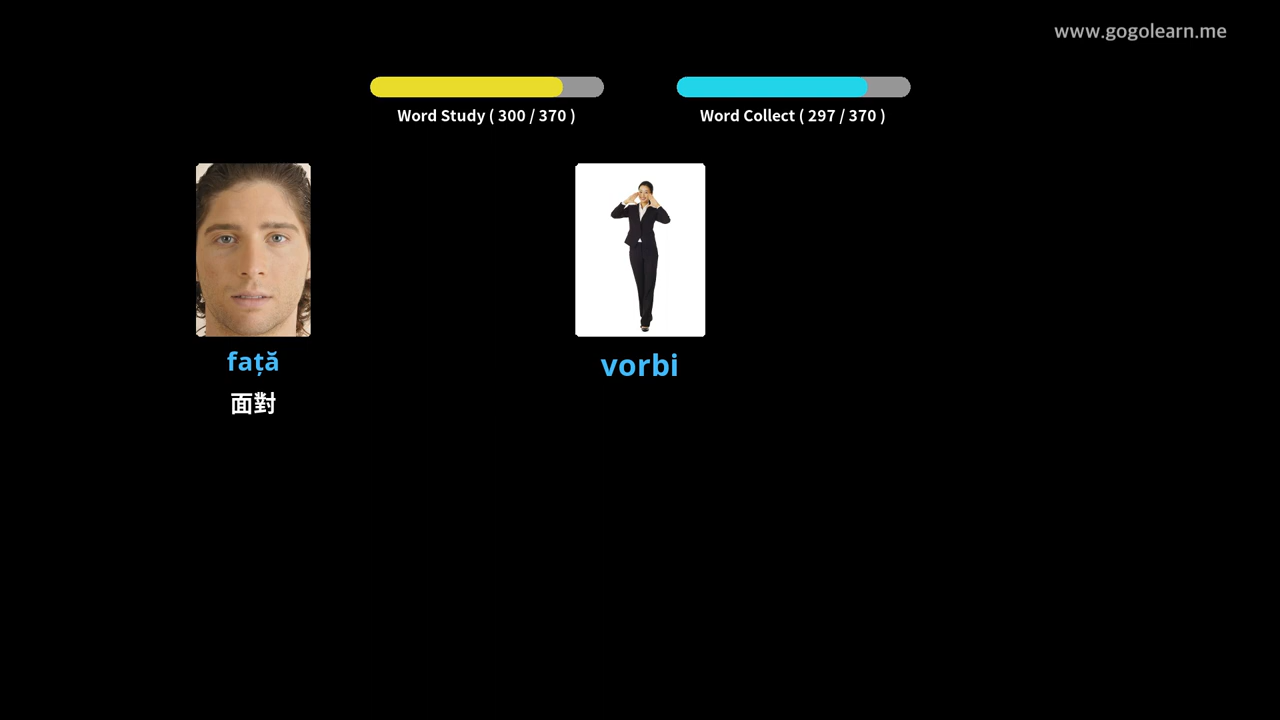 www.gogolearn.me
Word Study ( 300 / 370 )
Word Collect ( 297 / 370 )
față
面對
vorbi